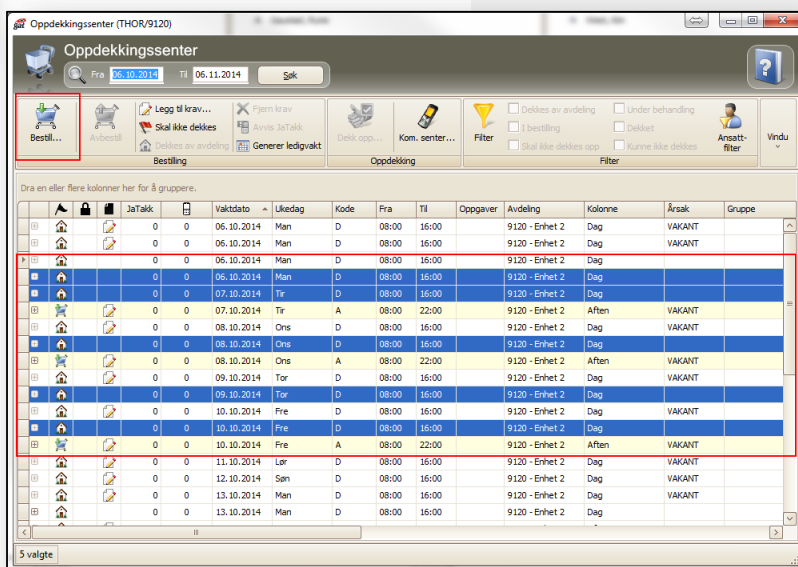 gat Oppdekkingssenter (THOR/9120)
Oppdekkingssenter
Fra 06.10.2014 Til 06.11.2014 Søk
?
Bestill... Avbestill
Legg til krav... Fjern krav
Skal ikke dekkes Avvis JaTakk
Dekkes av avdeling Generer ledigvakt
Bestilling
Dekk opp... Kom. senter...
Oppdekking
Filter
Dekkes av avdeling Under behandling
I bestilling Dekket
Skal ikke dekkes opp Kunne ikke dekkes
Ansatt-
filter
Filter
Vindu
Dra en eller flere kolonner her for å gruppere.
JaTakk Vaktdato Ukedag Kode Fra Til Oppgaver Avdeling Kolonne Årsak Gruppe
0 0 06.10.2014 Man D 08:00 16:00 9120 - Enhet 2 Dag VAKANT
0 0 06.10.2014 Man D 08:00 16:00 9120 - Enhet 2 Dag VAKANT
0 0 06.10.2014 Man D 08:00 16:00 9120 - Enhet 2 Dag
0 0 06.10.2014 Man D 08:00 16:00 9120 - Enhet 2 Dag
0 0 07.10.2014 Tir D 08:00 16:00 9120 - Enhet 2 Dag
0 0 07.10.2014 Tir A 08:00 22:00 9120 - Enhet 2 Aften VAKANT
0 0 08.10.2014 Ons D 08:00 16:00 9120 - Enhet 2 Dag VAKANT
0 0 08.10.2014 Ons D 08:00 16:00 9120 - Enhet 2 Dag
0 0 08.10.2014 Ons A 08:00 22:00 9120 - Enhet 2 Aften VAKANT
0 0 09.10.2014 Tor D 08:00 16:00 9120 - Enhet 2 Dag VAKANT
0 0 09.10.2014 Tor D 08:00 16:00 9120 - Enhet 2 Dag
0 0 10.10.2014 Fre D 08:00 16:00 9120 - Enhet 2 Dag VAKANT
0 0 10.10.2014 Fre D 08:00 16:00 9120 - Enhet 2 Dag
0 0 10.10.2014 Fre A 08:00 22:00 9120 - Enhet 2 Aften VAKANT
0 0 11.10.2014 Lør D 08:00 16:00 9120 - Enhet 2 Dag VAKANT
0 0 12.10.2014 Søn D 08:00 16:00 9120 - Enhet 2 Dag VAKANT
0 0 13.10.2014 Man D 08:00 16:00 9120 - Enhet 2 Dag VAKANT
0 0 13.10.2014 Man D 08:00 16:00 9120 - Enhet 2 Dag
5 valgte